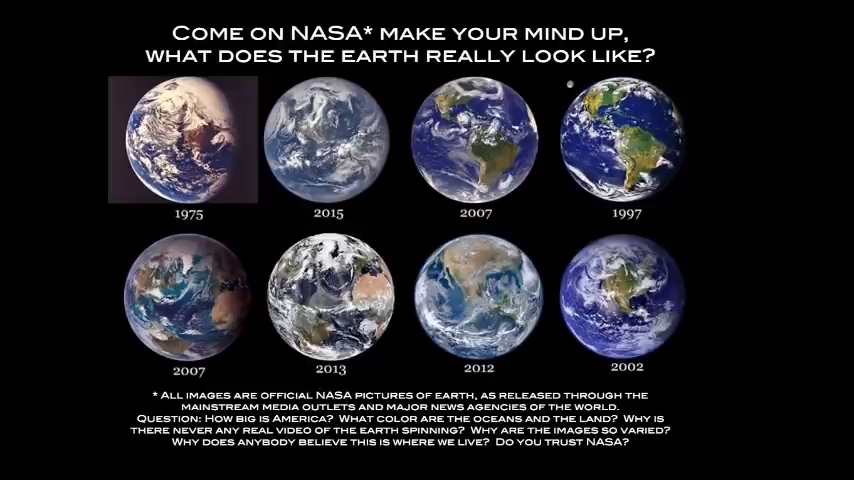 Come on NASA* make your mind up,
what does the earth really look like?
1975
2015
2007
1997
2007
2013
2012
2002
* All images are official NASA pictures of earth, as released through the
mainstream media outlets and major news agencies of the world.
Question: How big is America? What color are the oceans and the land? Why is
there never any real video of the earth spinning? Why are the images so varied?
Why does anybody believe this is where we live? Do you trust NASA?